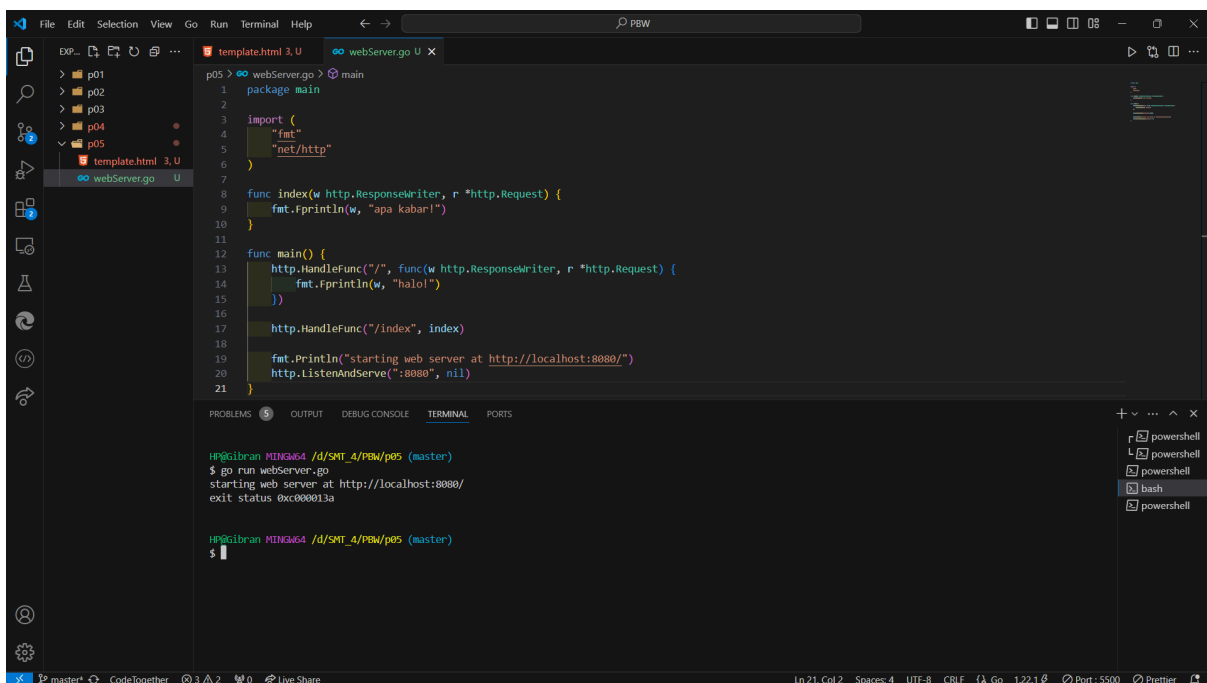 File Edit Selection View Go Run Terminal Help
PBW
EXP...
template.html 3, U
webServer.go U
p01
p02
p03
p04
p05
template.html 3, U
webServer.go U
p05 > webServer.go > main
1 package main
2
3 import (
4 "fmt"
5 "net/http"
6 )
7
8 func index(w http.ResponseWriter, r *http.Request) {
9 fmt.Fprintln(w, "apa kabar!")
10 }
11
12 func main() {
13 http.HandleFunc("/", func(w http.ResponseWriter, r *http.Request) {
14 fmt.Fprintln(w, "halo!")
15 })
16
17 http.HandleFunc("/index", index)
18
19 fmt.Println("starting web server at http://localhost:8080/")
20 http.ListenAndServe(":8080", nil)
21 }
2
2
PROBLEMS 5 OUTPUT DEBUG CONSOLE TERMINAL PORTS
HP@Gibran MINGW64 /d/SMT_4/PBW/p05 (master)
$ go run webServer.go
starting web server at http://localhost:8080/
exit status 0xc000013a
HP@Gibran MINGW64 /d/SMT_4/PBW/p05 (master)
$
powershell
powershell
powershell
bash
powershell
master* CodeTogether 3 2 0 Live Share Ln 21, Col 2 Spaces: 4 UTF-8 CRLF Go 1.22.1 Port : 5500 Prettier